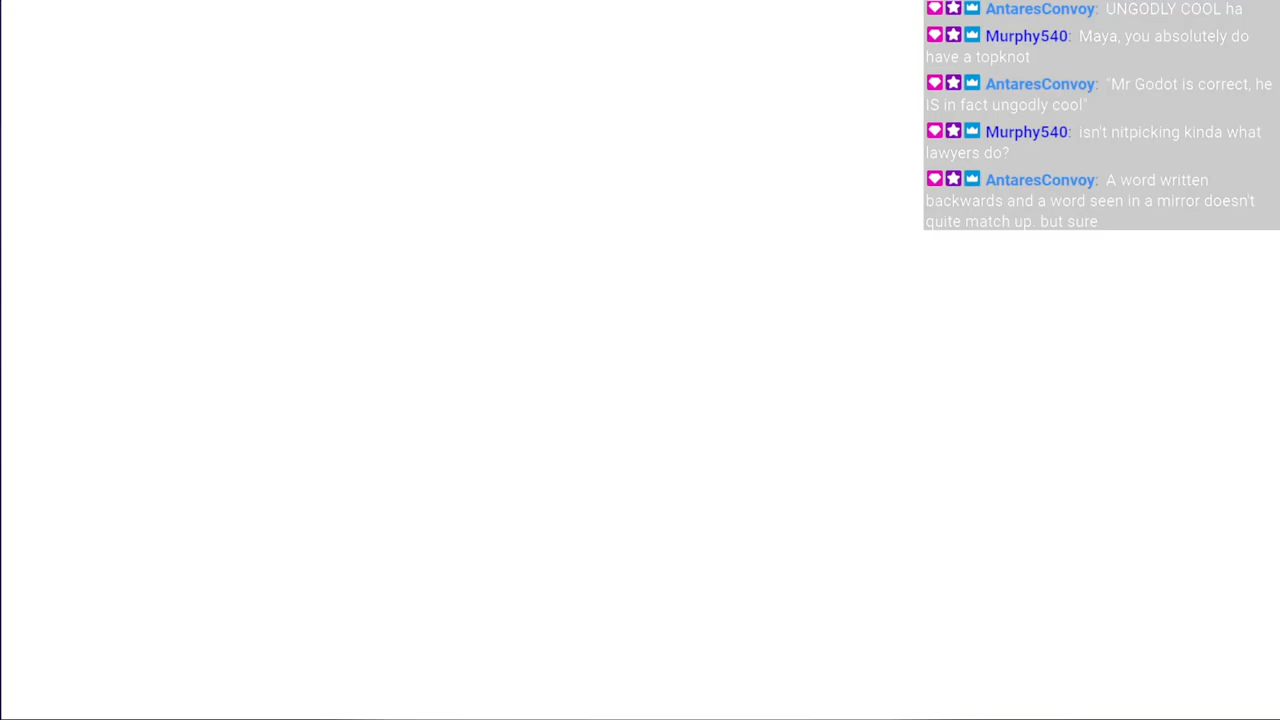 AntaresConvoy: UNGODLY COOL ha
Murphy540: Maya, you absolutely do
have a topknot
AntaresConvoy: "Mr Godot is correct, he
IS in fact ungodly cool"
Murphy540: isn't nitpicking kinda what
lawyers do?
AntaresConvoy: A word written
backwards and a word seen in a mirror doesn't
quite match up. but sure